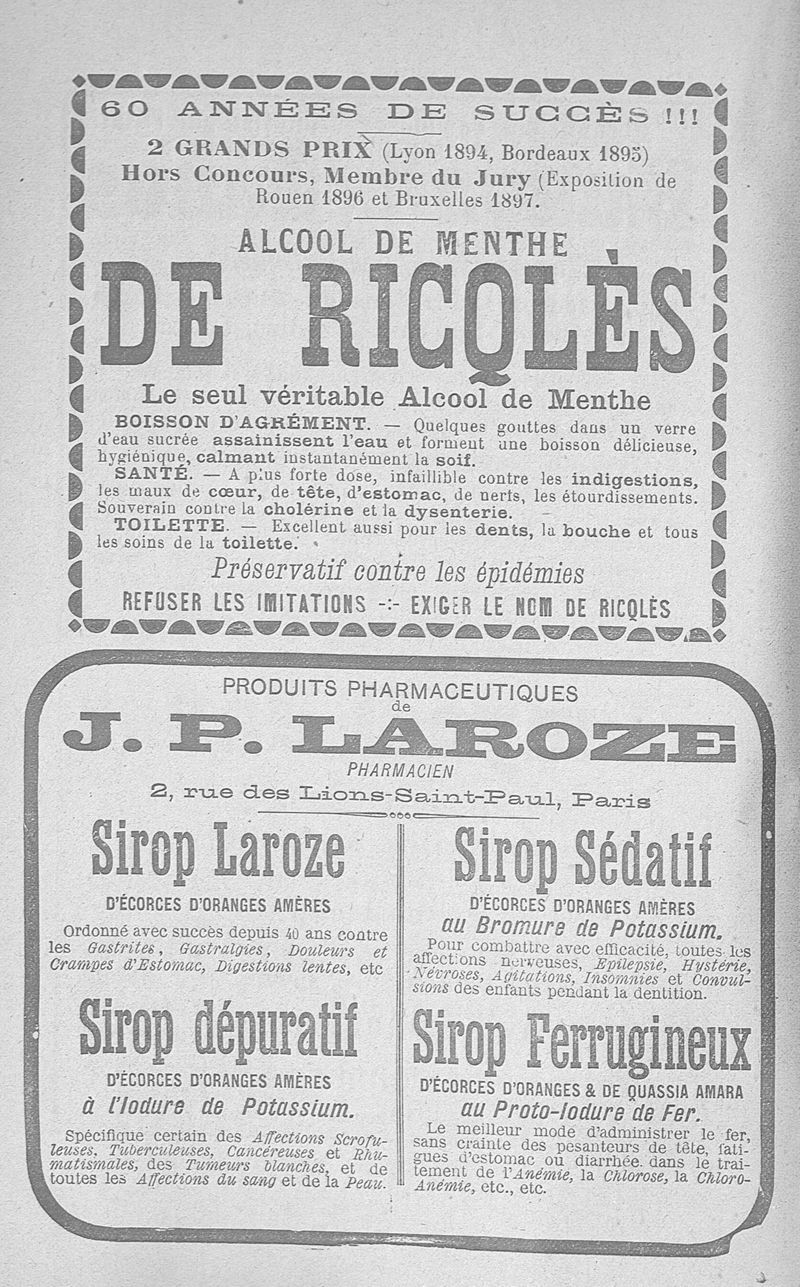 60 ANNÉES DE SUCCÈS !!!
2 GRANDS PRIX (Lyon 1894, Bordeaux 1895)
Hors Concours, Membre du Jury (Exposition de
Rouen 1896 et Bruxelles 1897.
ALCOOL DE MENTHE
DE RICQLÈS
Le seul véritable Alcool de Menthe
BOISSON D'AGRÉMENT. — Quelques gouttes dans un verre
d'eau sucrée assainissent l'eau et forment une boisson délicieuse,
hygiénique, calmant instantanément la soif.
SANTÉ. — A plus forte dose, infaillible contre les indigestions,
les maux de cœur, de tête, d'estomac, de nerfs, les étourdissements.
Souverain contre la cholérine et la dysenterie.
TOILETTE. — Excellent aussi pour les dents, la bouche et tous
les soins de la toilette.
Préservatif contre les épidémies
REFUSER LES IMITATIONS -:- EXIGER LE NOM DE RICQLÈS
PRODUITS PHARMACEUTIQUES
de
J. P. LAROZE
PHARMACIEN
2, rue des Lions-Saint-Paul, Paris
Sirop Laroze
D'ÉCORCES D'ORANGES AMÈRES
Ordonné avec succès depuis 40 ans contre
les Gastrites, Gastralgies, Douleurs et
Crampes d'Estomac, Digestions lentes, etc
Sirop dépuratif
D'ÉCORCES D'ORANGES AMÈRES
à l'Iodure de Potassium.
Spécifique certain des Affections Scrofu-
leuses, Tuberculeuses, Cancéreuses et Rhu-
matismales, des Tumeurs blanches, et de
toutes les Affections du sang et de la Peau.
Sirop Sédatif
D'ÉCORCES D'ORANGES AMÈRES
au Bromure de Potassium.
Pour combattre avec efficacité, toutes les
affections nerveuses, Epilepsie, Hystérie,
Névroses, Agitations, Insomnies et Convul-
sions des enfants pendant la dentition.
Sirop Ferrugineux
D'ÉCORCES D'ORANGES & DE QUASSIA AMARA
au Proto-Iodure de Fer.
Le meilleur mode d'administrer le fer,
sans crainte des pesanteurs de tête, fati-
gues d'estomac ou diarrhée dans le trai-
tement de l'Anémie, la Chlorose, la Chloro-
Anémie, etc., etc.